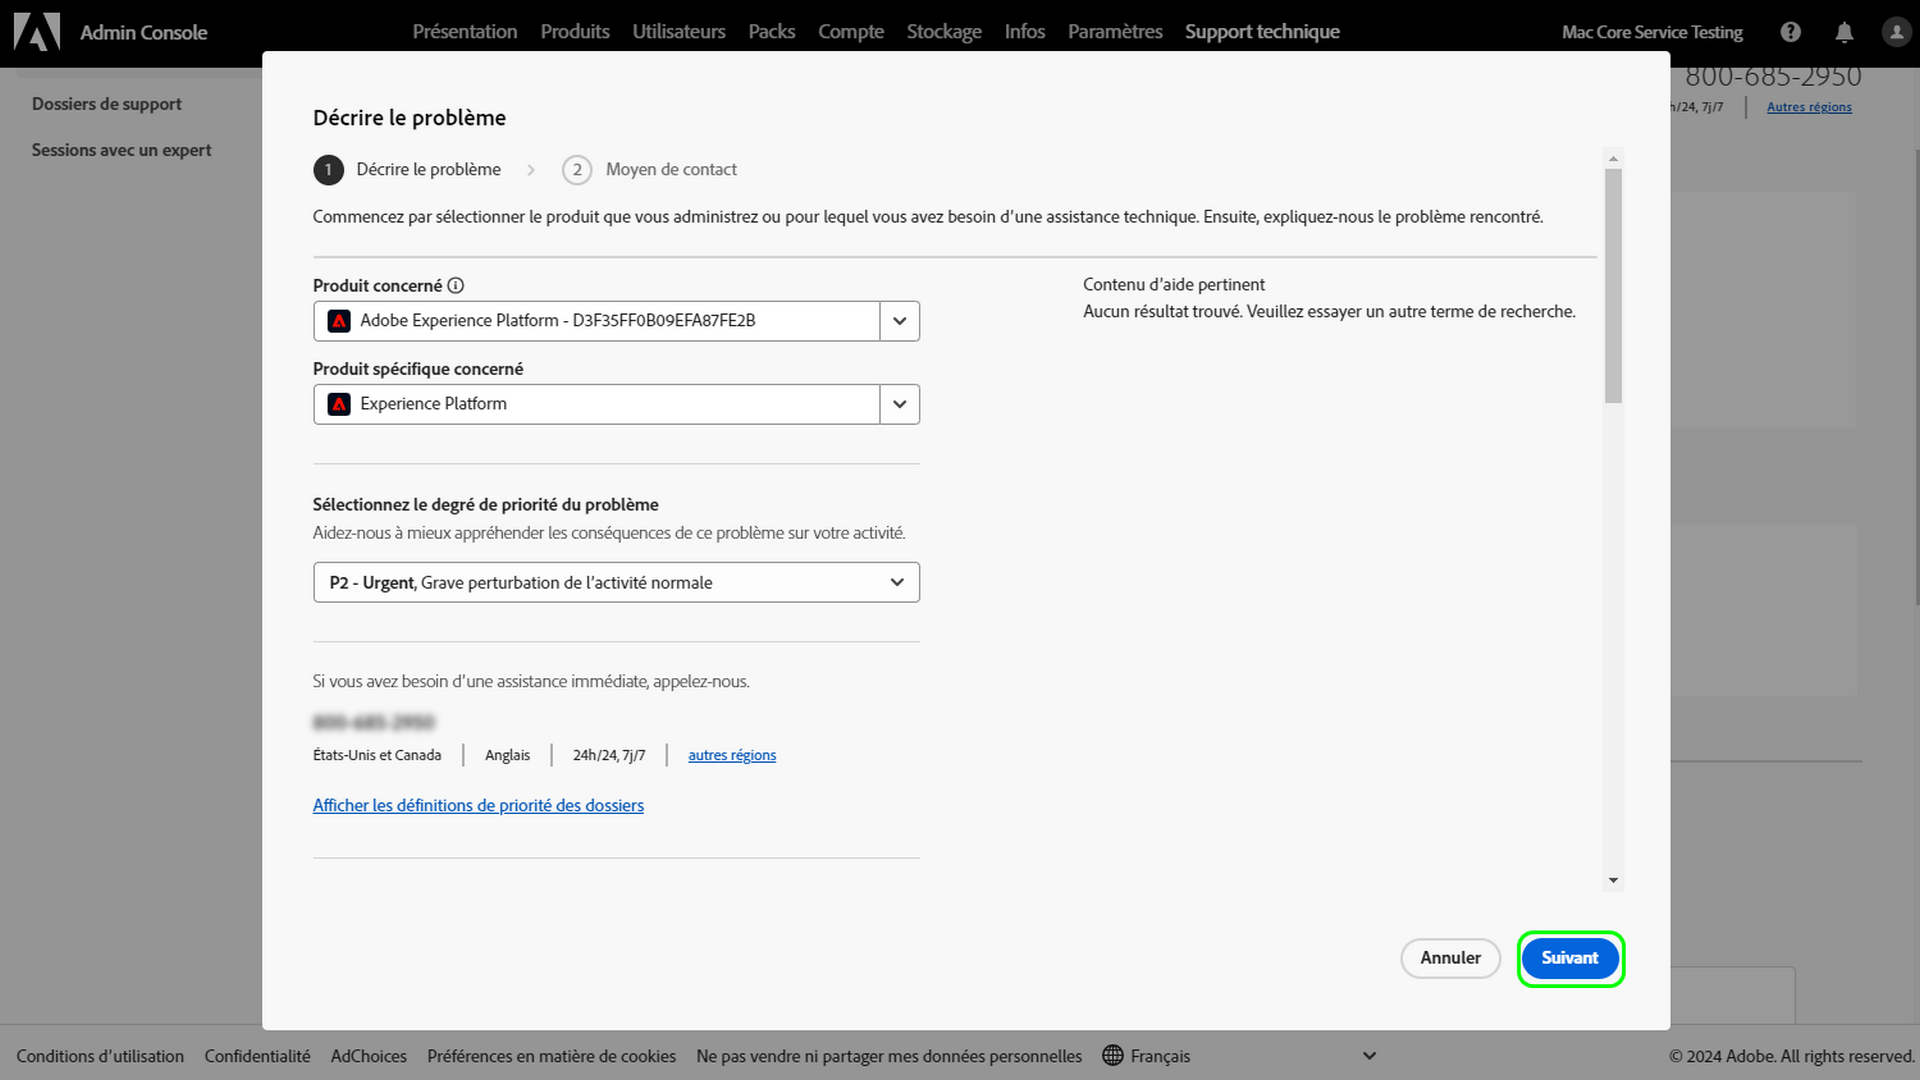 Admin Console
Présentation Produits Utilisateurs Packs Compte Stockage Infos Paramètres Support technique
Mac Core Service Testing
800-685-2950
h/24, 7j/7 Autres régions
Dossiers de support
Sessions avec un expert
Décrire le problème
1 Décrire le problème 2 Moyen de contact
Commencez par sélectionner le produit que vous administrez ou pour lequel vous avez besoin d’une assistance technique. Ensuite, expliquez-nous le problème rencontré.
Produit concerné
Adobe Experience Platform - D3F35FF0B09EFA87FE2B
Produit spécifique concerné
Experience Platform
Contenu d’aide pertinent
Aucun résultat trouvé. Veuillez essayer un autre terme de recherche.
Sélectionnez le degré de priorité du problème
Aidez-nous à mieux appréhender les conséquences de ce problème sur votre activité.
P2 - Urgent, Grave perturbation de l’activité normale
Si vous avez besoin d’une assistance immédiate, appelez-nous.
États-Unis et Canada Anglais 24h/24, 7j/7 autres régions
Afficher les définitions de priorité des dossiers
Annuler Suivant
Conditions d’utilisation Confidentialité AdChoices Préférences en matière de cookies Ne pas vendre ni partager mes données personnelles Français © 2024 Adobe. All rights reserved.